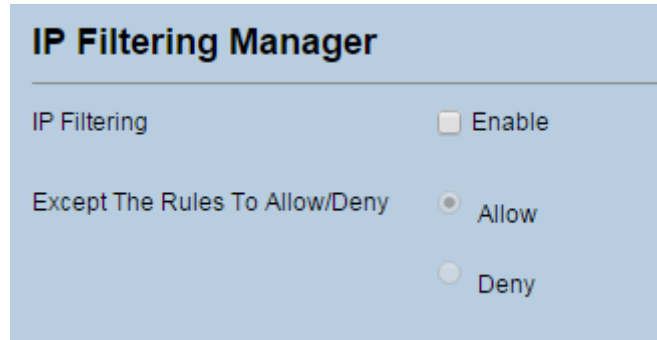 IP Filtering Manager
IP Filtering Enable
Except The Rules To Allow/Deny Allow
Deny